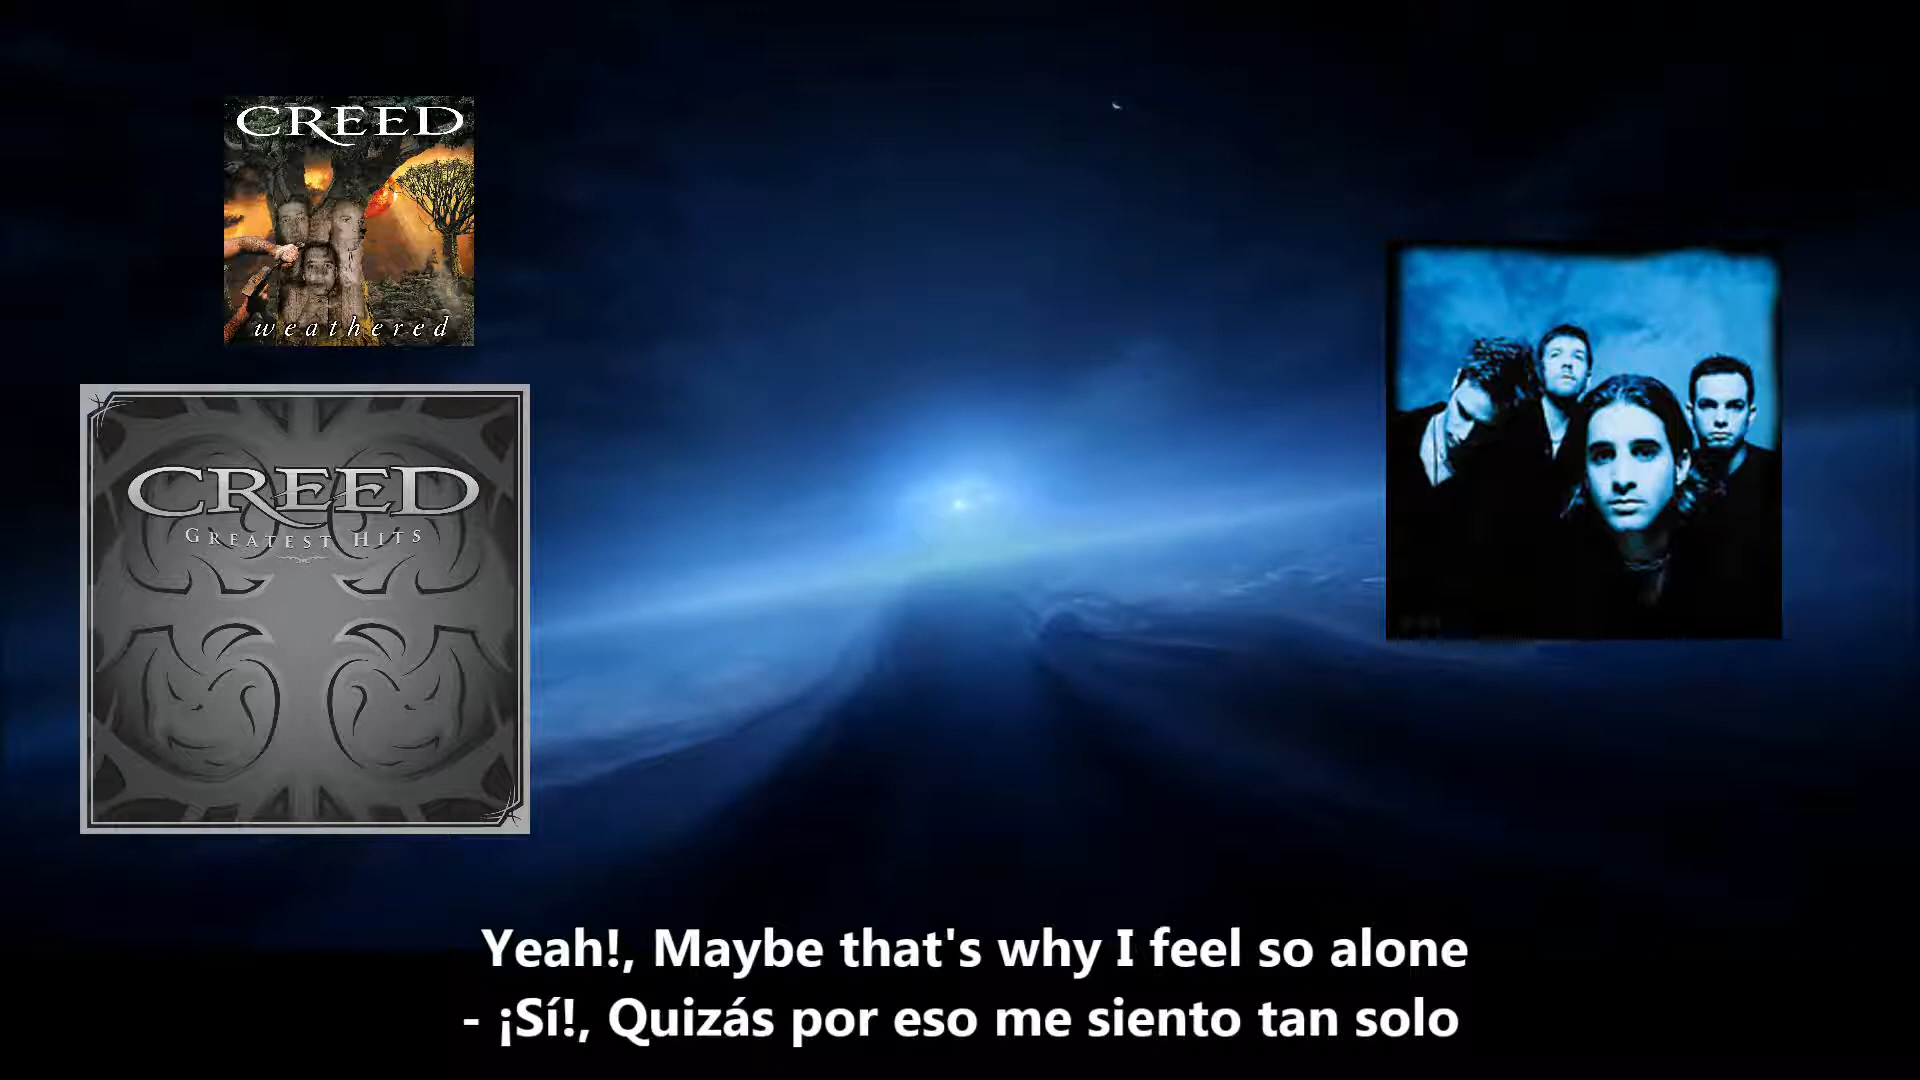 CREED
weathered
CREED
GREATEST HITS
Yeah!, Maybe that's why I feel so alone
- ¡Sí!, Quizás por eso me siento tan solo